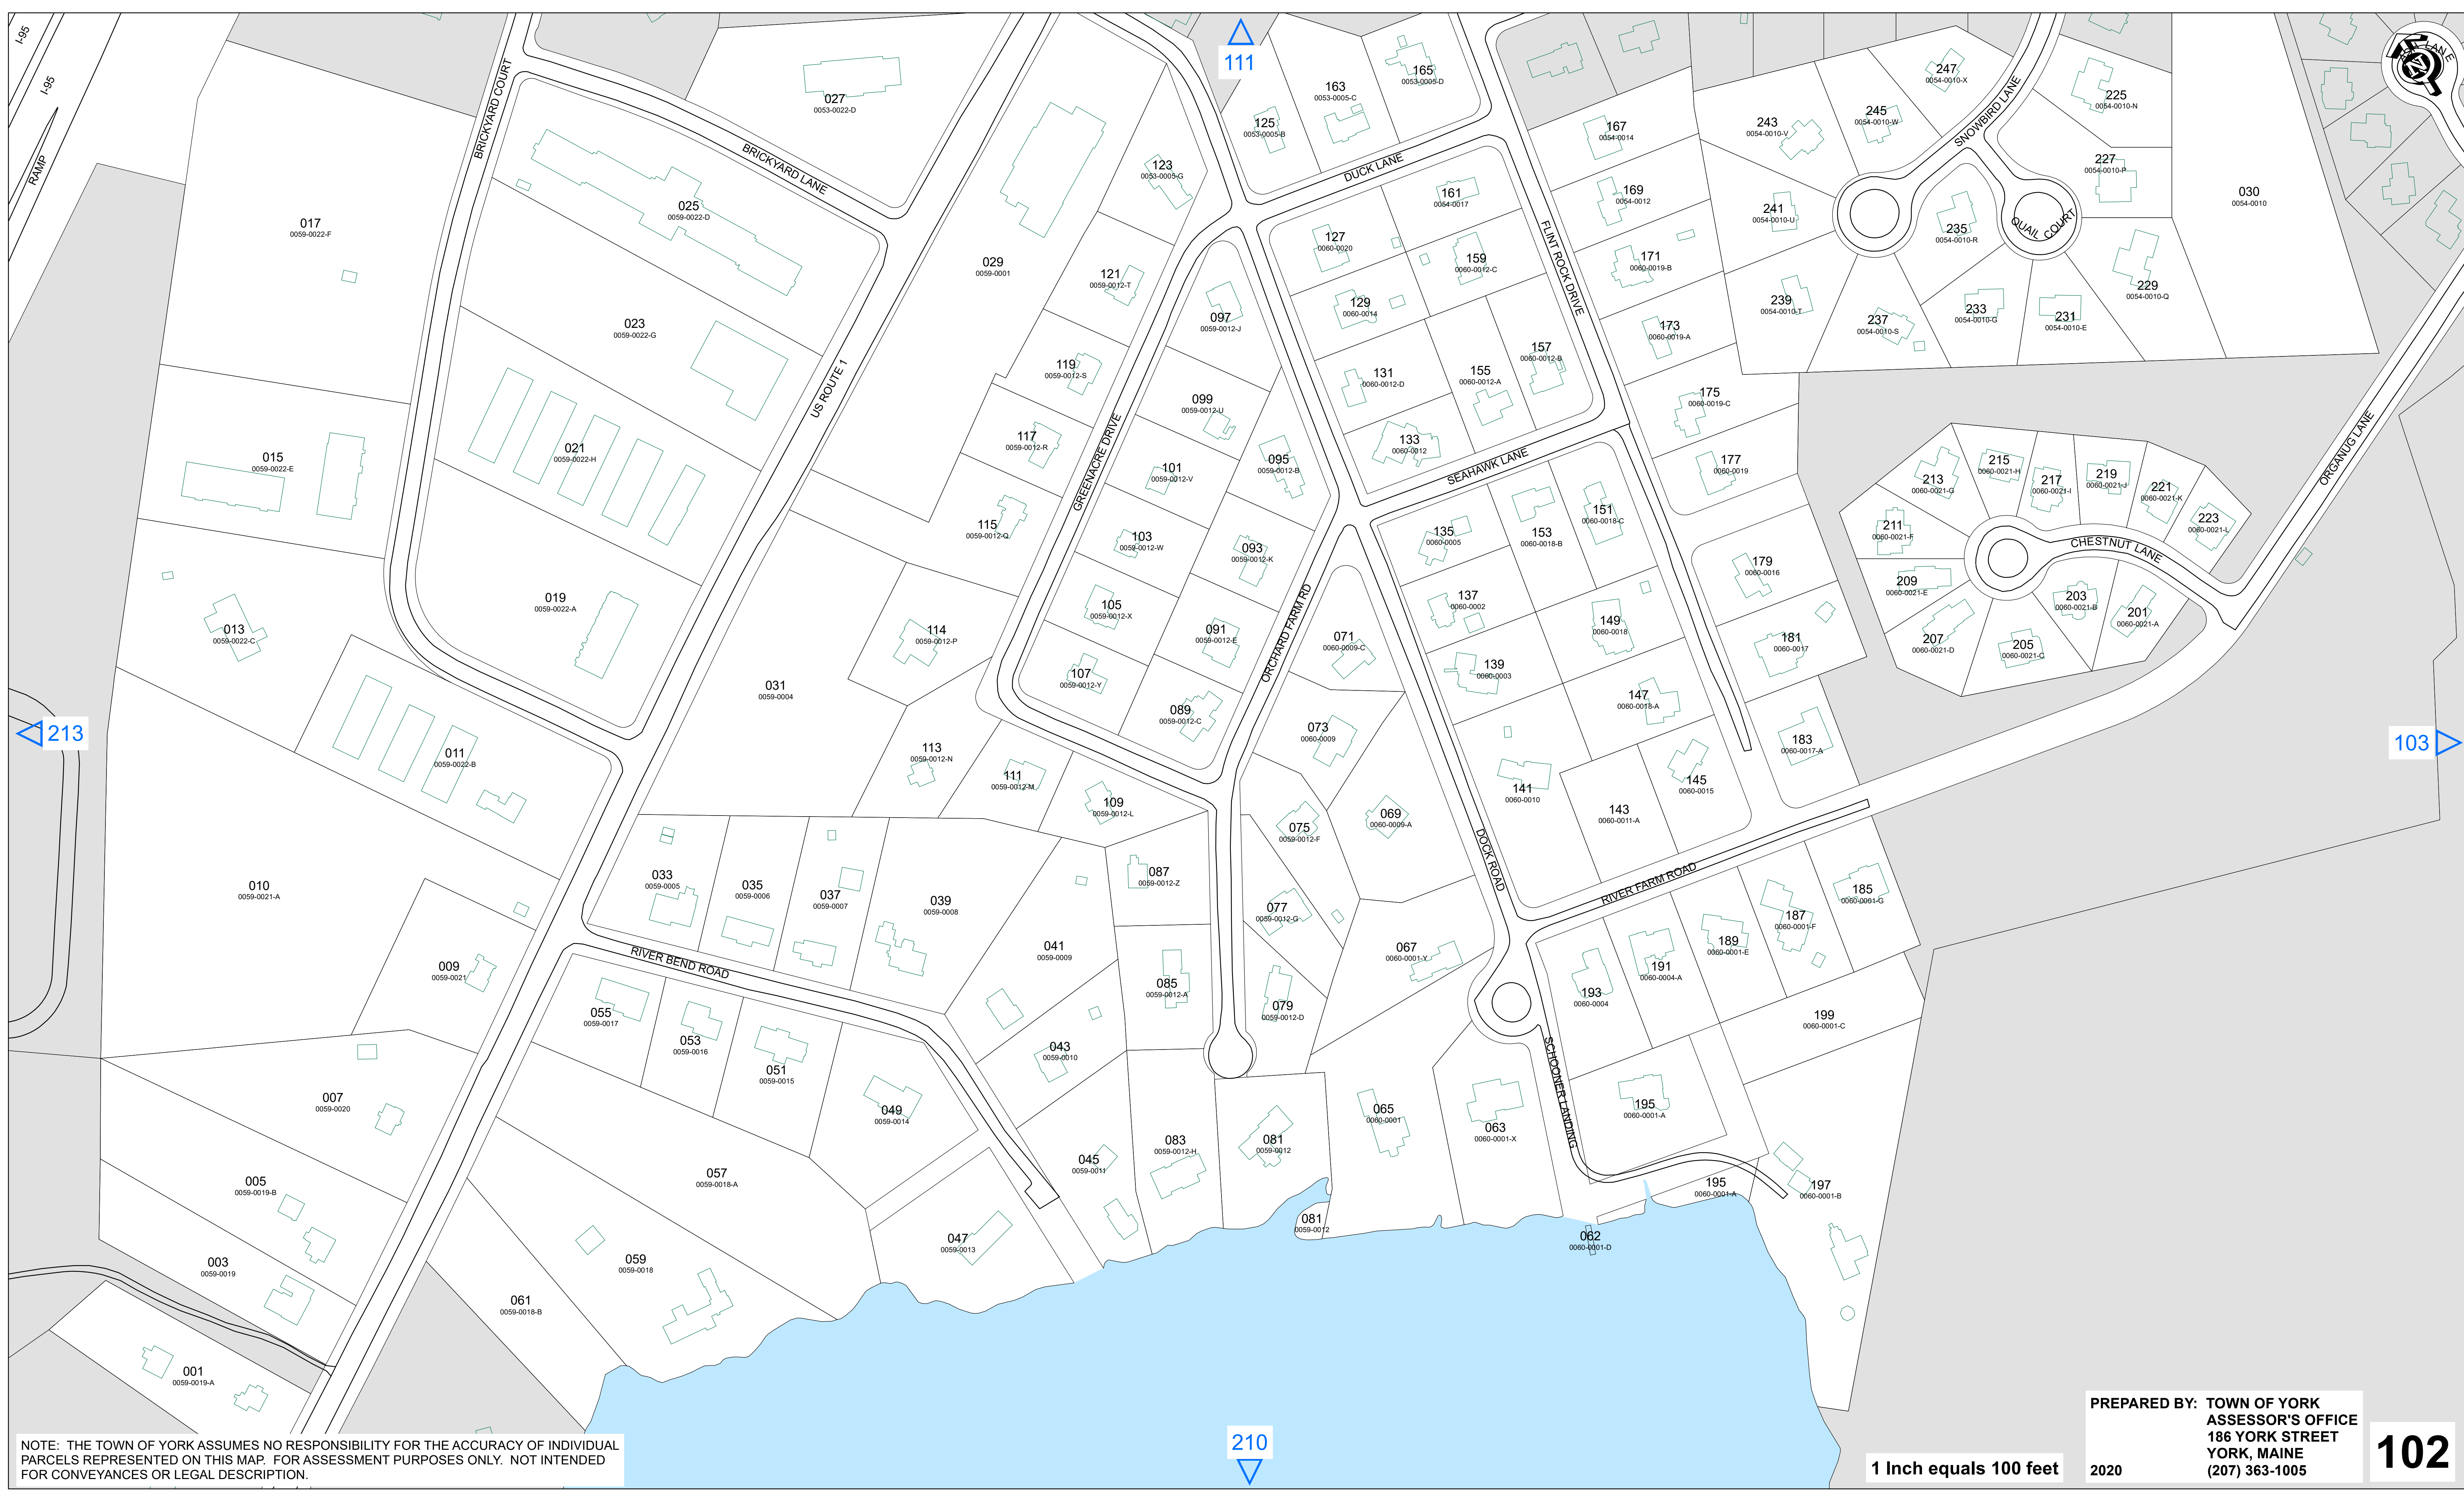 I-95
I-95
RAMP
BRICKYARD COURT
BRICKYARD LANE
US ROUTE 1
GREENACRE DRIVE
ORCHARD FARM RD
DUCK LANE
FLINT ROCK DRIVE
SEAHAWK LANE
DOCK ROAD
RIVER FARM ROAD
SCHOONER LANDING
RIVER BEND ROAD
SNOWBIRD LANE
QUAIL COURT
CHESTNUT LANE
ORGANUG LANE
N
111
213
103
210
001
0059-0019-A
003
0059-0019
005
0059-0019-B
007
0059-0020
009
0059-0021
010
0059-0021-A
011
0059-0022-B
013
0059-0022-C
015
0059-0022-E
017
0059-0022-F
019
0059-0022-A
021
0059-0022-H
023
0059-0022-G
025
0059-0022-D
027
0053-0022-D
029
0059-0001
030
0054-0010
031
0059-0004
033
0059-0005
035
0059-0006
037
0059-0007
039
0059-0008
041
0059-0009
043
0059-0010
045
0059-0011
047
0059-0013
049
0059-0014
051
0059-0015
053
0059-0016
055
0059-0017
057
0059-0018-A
059
0059-0018
061
0059-0018-B
062
0060-0001-D
063
0060-0001-X
065
0060-0001
067
0060-0001-Y
069
0060-0009-A
071
0060-0009-C
073
0060-0009
075
0059-0012-F
077
0059-0012-G
079
0059-0012-D
081
0059-0012
081
0059-0012
083
0059-0012-H
085
0059-0012-A
087
0059-0012-Z
089
0059-0012-C
091
0059-0012-E
093
0059-0012-K
095
0059-0012-B
097
0059-0012-J
099
0059-0012-U
101
0059-0012-V
103
0059-0012-W
105
0059-0012-X
107
0059-0012-Y
109
0059-0012-L
111
0059-0012-M
113
0059-0012-N
114
0059-0012-P
115
0059-0012-Q
117
0059-0012-R
119
0059-0012-S
121
0059-0012-T
123
0053-0005-G
125
0053-0005-B
127
0060-0020
129
0060-0014
131
0060-0012-D
133
0060-0012
135
0060-0005
137
0060-0002
139
0060-0003
141
0060-0010
143
0060-0011-A
145
0060-0015
147
0060-0018-A
149
0060-0018
151
0060-0018-C
153
0060-0018-B
155
0060-0012-A
157
0060-0012-B
159
0060-0012-C
161
0054-0017
163
0053-0005-C
165
0053-0005-D
167
0054-0014
169
0054-0012
171
0060-0019-B
173
0060-0019-A
175
0060-0019-C
177
0060-0019
179
0060-0016
181
0060-0017
183
0060-0017-A
185
0060-0001-G
187
0060-0001-F
189
0060-0001-E
191
0060-0004-A
193
0060-0004
195
0060-0001-A
195
0060-0001-A
197
0060-0001-B
199
0060-0001-C
201
0060-0021-A
203
0060-0021-B
205
0060-0021-C
207
0060-0021-D
209
0060-0021-E
211
0060-0021-F
213
0060-0021-G
215
0060-0021-H
217
0060-0021-I
219
0060-0021-J
221
0060-0021-K
223
0060-0021-L
225
0054-0010-N
227
0054-0010-P
229
0054-0010-Q
231
0054-0010-E
233
0054-0010-G
235
0054-0010-R
237
0054-0010-S
239
0054-0010-T
241
0054-0010-U
243
0054-0010-V
245
0054-0010-W
247
0054-0010-X
NOTE: THE TOWN OF YORK ASSUMES NO RESPONSIBILITY FOR THE ACCURACY OF INDIVIDUAL
PARCELS REPRESENTED ON THIS MAP. FOR ASSESSMENT PURPOSES ONLY. NOT INTENDED
FOR CONVEYANCES OR LEGAL DESCRIPTION.
1 Inch equals 100 feet
PREPARED BY: TOWN OF YORK
ASSESSOR'S OFFICE
186 YORK STREET
YORK, MAINE
2020 (207) 363-1005
102